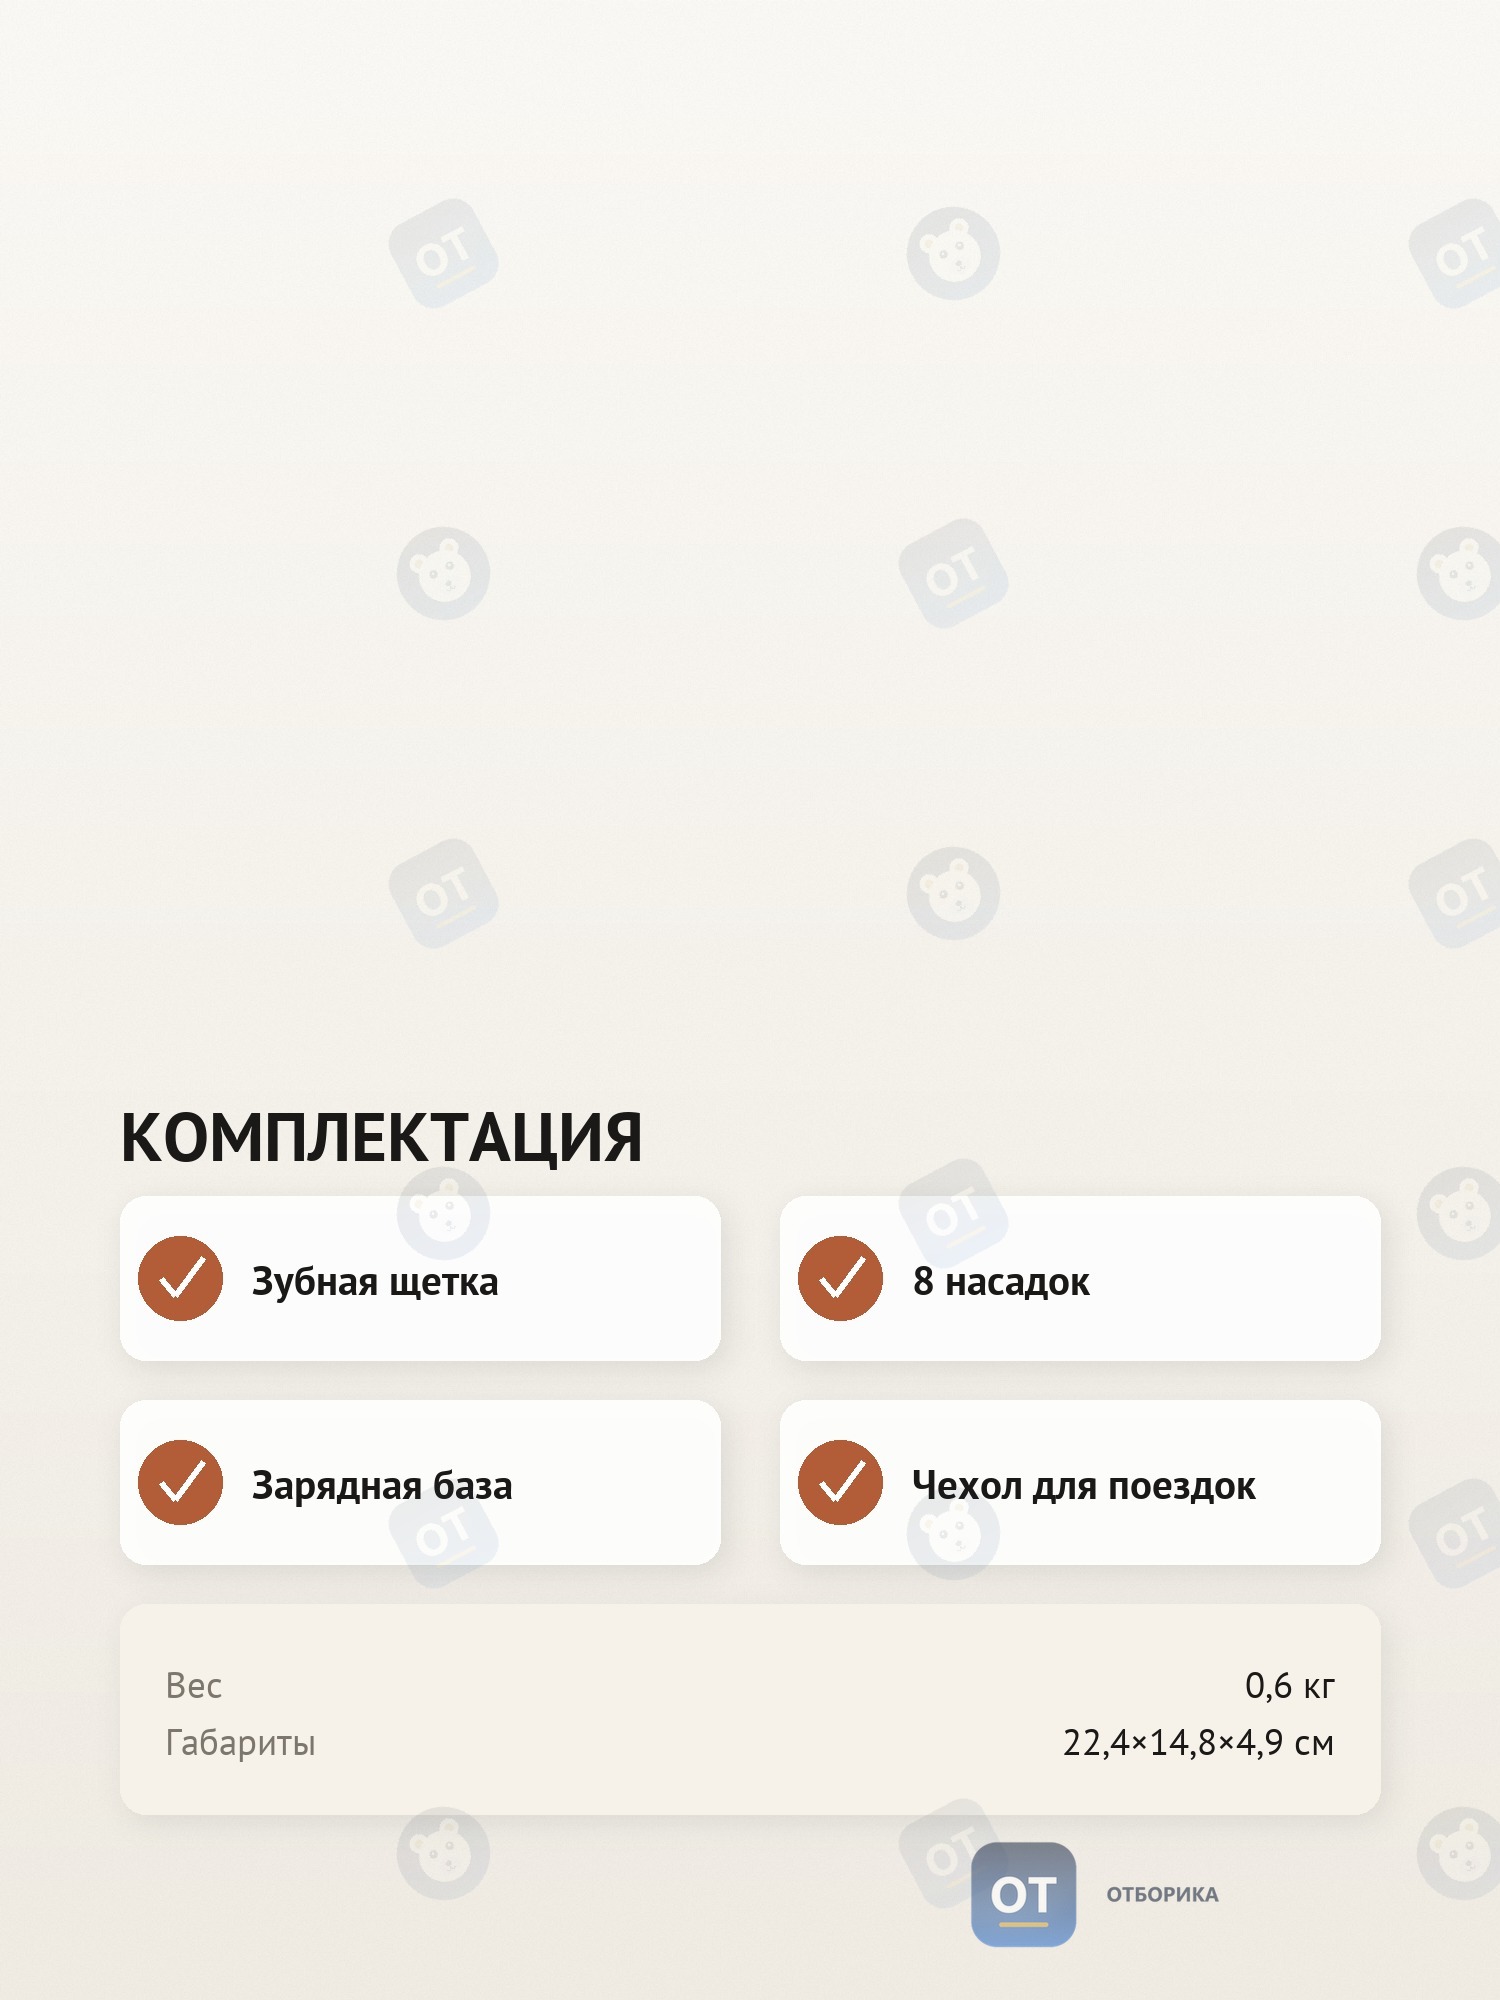 КОМПЛЕКТАЦИЯ
Зубная щетка
8 насадок
Зарядная база
Чехол для поездок
Вес 0,6 кг
Габариты 22,4×14,8×4,9 см
ОТ ОТБОРИКА